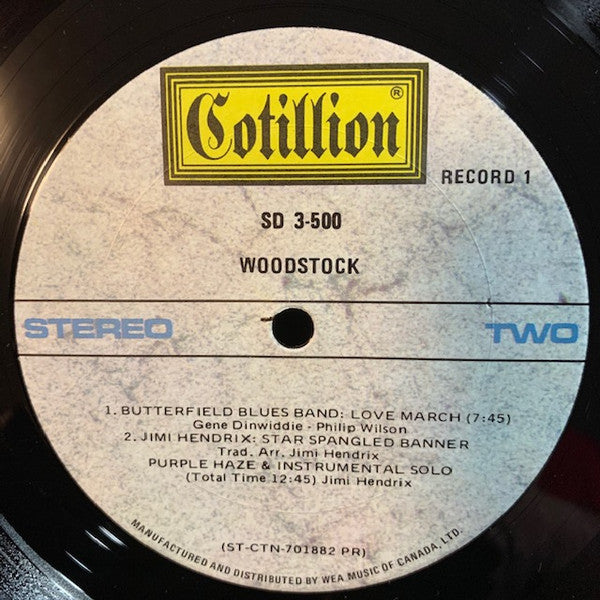 Cotillion®
RECORD 1
SD 3-500
WOODSTOCK
STEREO TWO
1. BUTTERFIELD BLUES BAND: LOVE MARCH (7:45)
Gene Dinwiddie - Philip Wilson
2. JIMI HENDRIX: STAR SPANGLED BANNER
Trad. Arr. Jimi Hendrix
PURPLE HAZE & INSTRUMENTAL SOLO
(Total Time 12:45) Jimi Hendrix
(ST-CTN-701882 PR)
MANUFACTURED AND DISTRIBUTED BY WEA MUSIC OF CANADA, LTD.